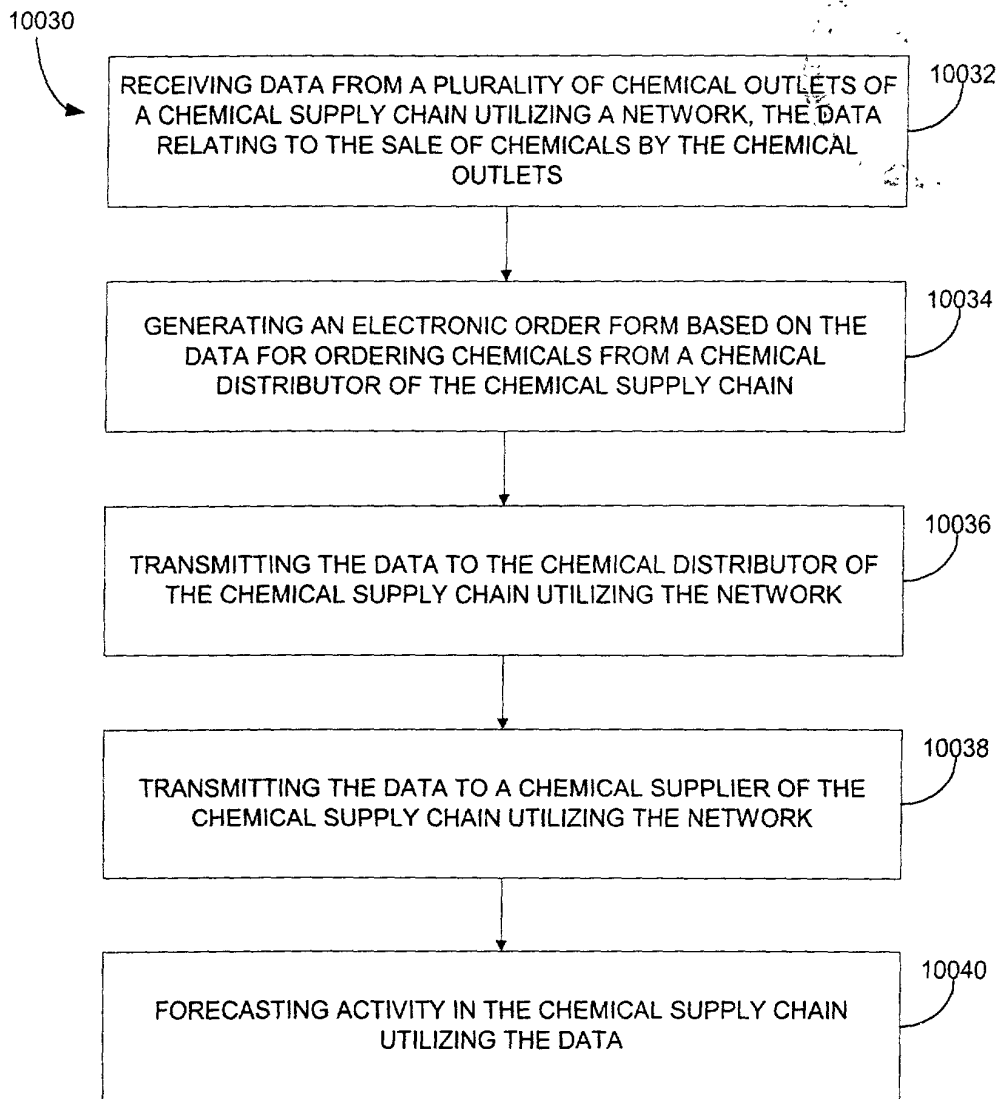 10030
RECEIVING DATA FROM A PLURALITY OF CHEMICAL OUTLETS OF
A CHEMICAL SUPPLY CHAIN UTILIZING A NETWORK, THE DATA
RELATING TO THE SALE OF CHEMICALS BY THE CHEMICAL
OUTLETS
10032
GENERATING AN ELECTRONIC ORDER FORM BASED ON THE
DATA FOR ORDERING CHEMICALS FROM A CHEMICAL
DISTRIBUTOR OF THE CHEMICAL SUPPLY CHAIN
10034
TRANSMITTING THE DATA TO THE CHEMICAL DISTRIBUTOR OF
THE CHEMICAL SUPPLY CHAIN UTILIZING THE NETWORK
10036
TRANSMITTING THE DATA TO A CHEMICAL SUPPLIER OF THE
CHEMICAL SUPPLY CHAIN UTILIZING THE NETWORK
10038
FORECASTING ACTIVITY IN THE CHEMICAL SUPPLY CHAIN
UTILIZING THE DATA
10040